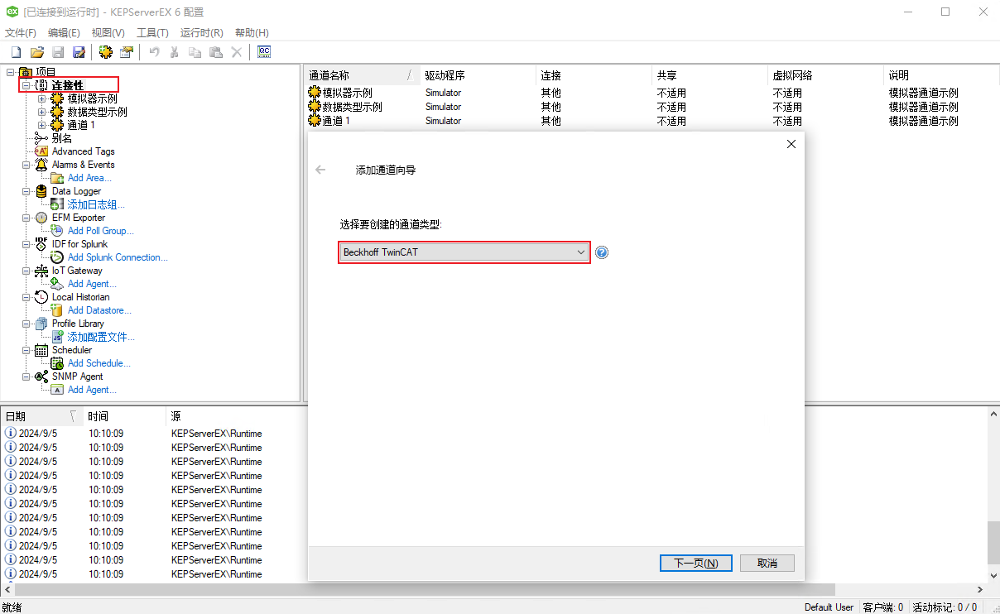 [已连接到运行时] - KEPServerEX 6 配置
文件(F) 编辑(E) 视图(V) 工具(T) 运行时(R) 帮助(H)
项目
连接性
模拟器示例
数据类型示例
通道 1
别名
Advanced Tags
Alarms & Events
Add Area...
Data Logger
添加日志组...
EFM Exporter
Add Poll Group...
IDF for Splunk
Add Splunk Connection...
IoT Gateway
Add Agent...
Local Historian
Add Datastore...
Profile Library
添加配置文件...
Scheduler
Add Schedule...
SNMP Agent
Add Agent...
通道名称 驱动程序 连接 共享 虚拟网络 说明
模拟器示例 Simulator 其他 不适用 不适用 模拟器通道示例
数据类型示例 Simulator 其他 不适用 不适用 模拟器通道示例
通道 1 Simulator 其他 不适用 不适用 模拟器通道示例
添加通道向导
选择要创建的通道类型:
Beckhoff TwinCAT
下一页(N) 取消
日期 时间 源
2024/9/5 10:10:09 KEPServerEX\Runtime
2024/9/5 10:10:09 KEPServerEX\Runtime
2024/9/5 10:10:09 KEPServerEX\Runtime
2024/9/5 10:10:09 KEPServerEX\Runtime
2024/9/5 10:10:09 KEPServerEX\Runtime
2024/9/5 10:10:09 KEPServerEX\Runtime
2024/9/5 10:10:09 KEPServerEX\Runtime
2024/9/5 10:10:09 KEPServerEX\Runtime
2024/9/5 10:10:09 KEPServerEX\Runtime
2024/9/5 10:10:09 KEPServerEX\Runtime
2024/9/5 10:10:09 KEPServerEX\Runtime
就绪 Default User 客户端: 0 活动标记: 0 / 0